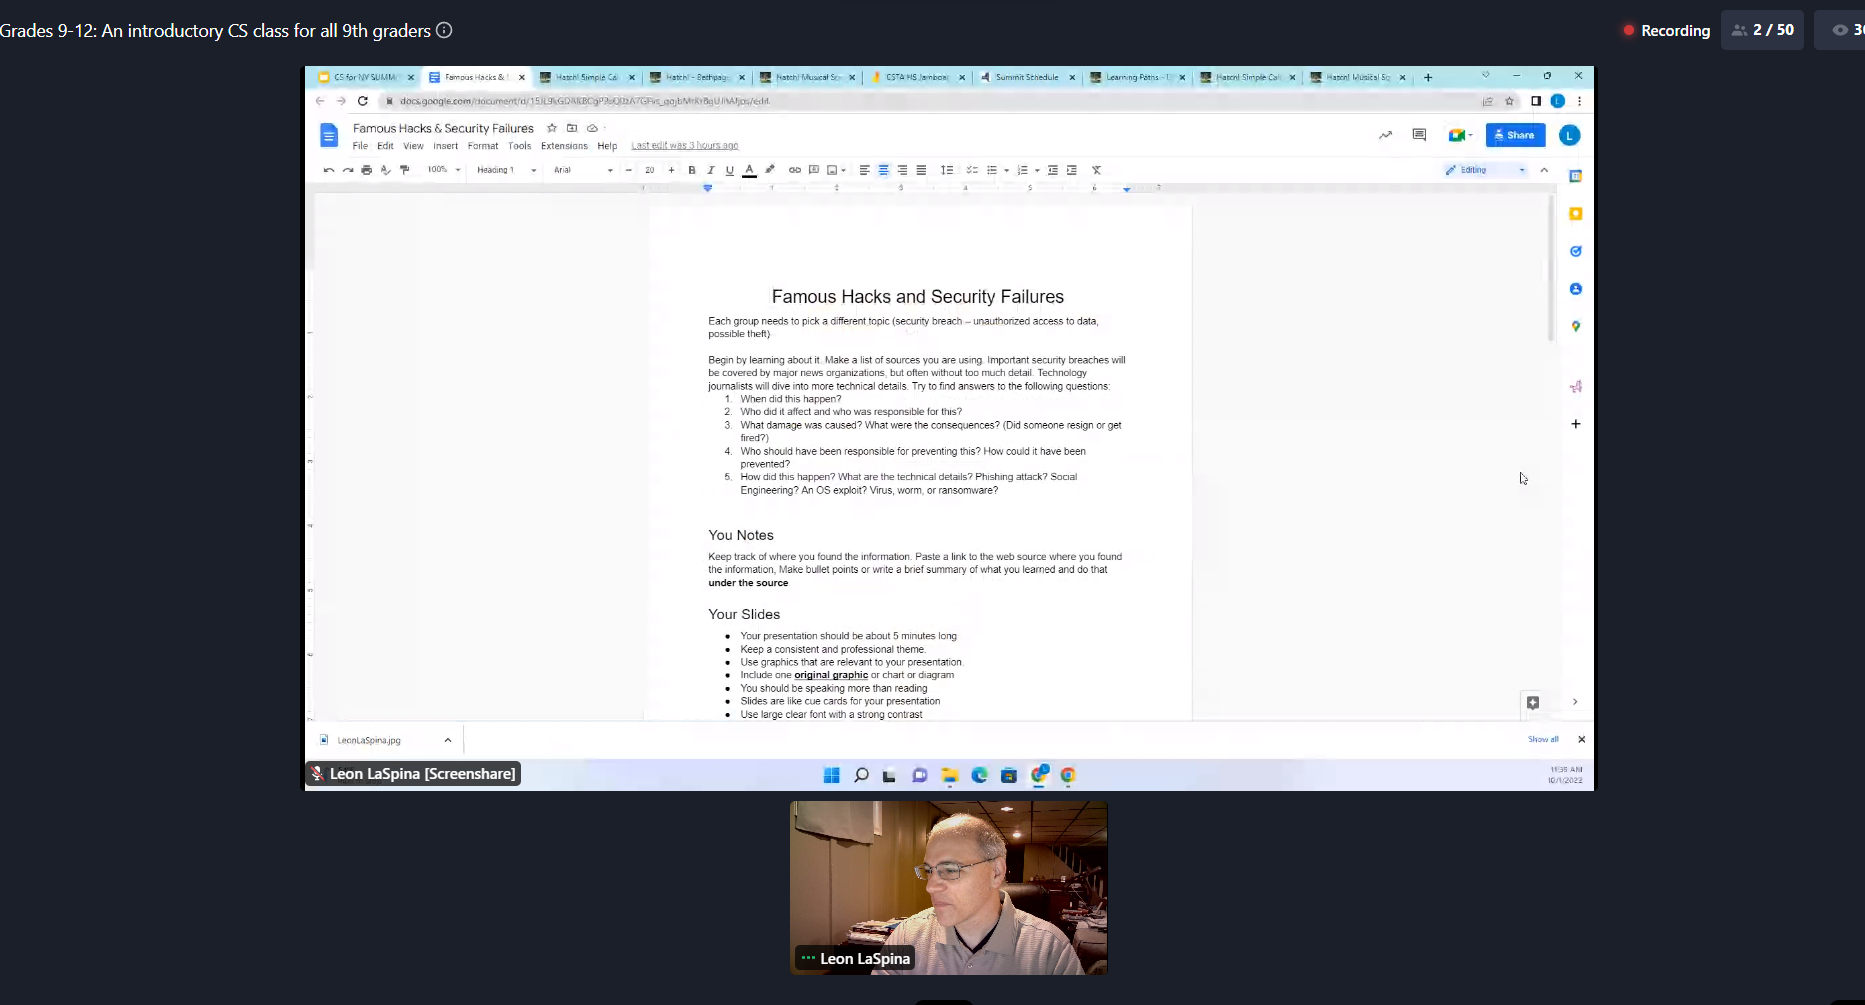 Grades 9-12: An introductory CS class for all 9th graders
Recording
2 / 50
CS for NY SUMM
Famous Hacks &
Hatch! Simple Ca
Hatch! - Bethpag
Hatch! Musical
CSTA HS Jamboar
Summit Schedule
Learning Paths -
Hatch! Simple Ca
Hatch! Musical
Famous Hacks & Security Failures
File Edit View Insert Format Tools Extensions Help Last edit was 3 hours ago
Share
L
100% Heading 1 Arial 20 B I U A
Editing
Famous Hacks and Security Failures
Each group needs to pick a different topic (security breach – unauthorized access to data,
possible theft)
Begin by learning about it. Make a list of sources you are using. Important security breaches will
be covered by major news organizations, but often without too much detail. Technology
journalists will dive into more technical details. Try to find answers to the following questions:
1. When did this happen?
2. Who did it affect and who was responsible for this?
3. What damage was caused? What were the consequences? (Did someone resign or get
fired?)
4. Who should have been responsible for preventing this? How could it have been
prevented?
5. How did this happen? What are the technical details? Phishing attack? Social
Engineering? An OS exploit? Virus, worm, or ransomware?
You Notes
Keep track of where you found the information. Paste a link to the web source where you found
the information, Make bullet points or write a brief summary of what you learned and do that
under the source
Your Slides
● Your presentation should be about 5 minutes long
● Keep a consistent and professional theme.
● Use graphics that are relevant to your presentation.
● Include one original graphic or chart or diagram
● You should be speaking more than reading
● Slides are like cue cards for your presentation
● Use large clear font with a strong contrast
LeonLaSpina.jpg
Show all
Leon LaSpina [Screenshare]
10/1/2022
Leon LaSpina